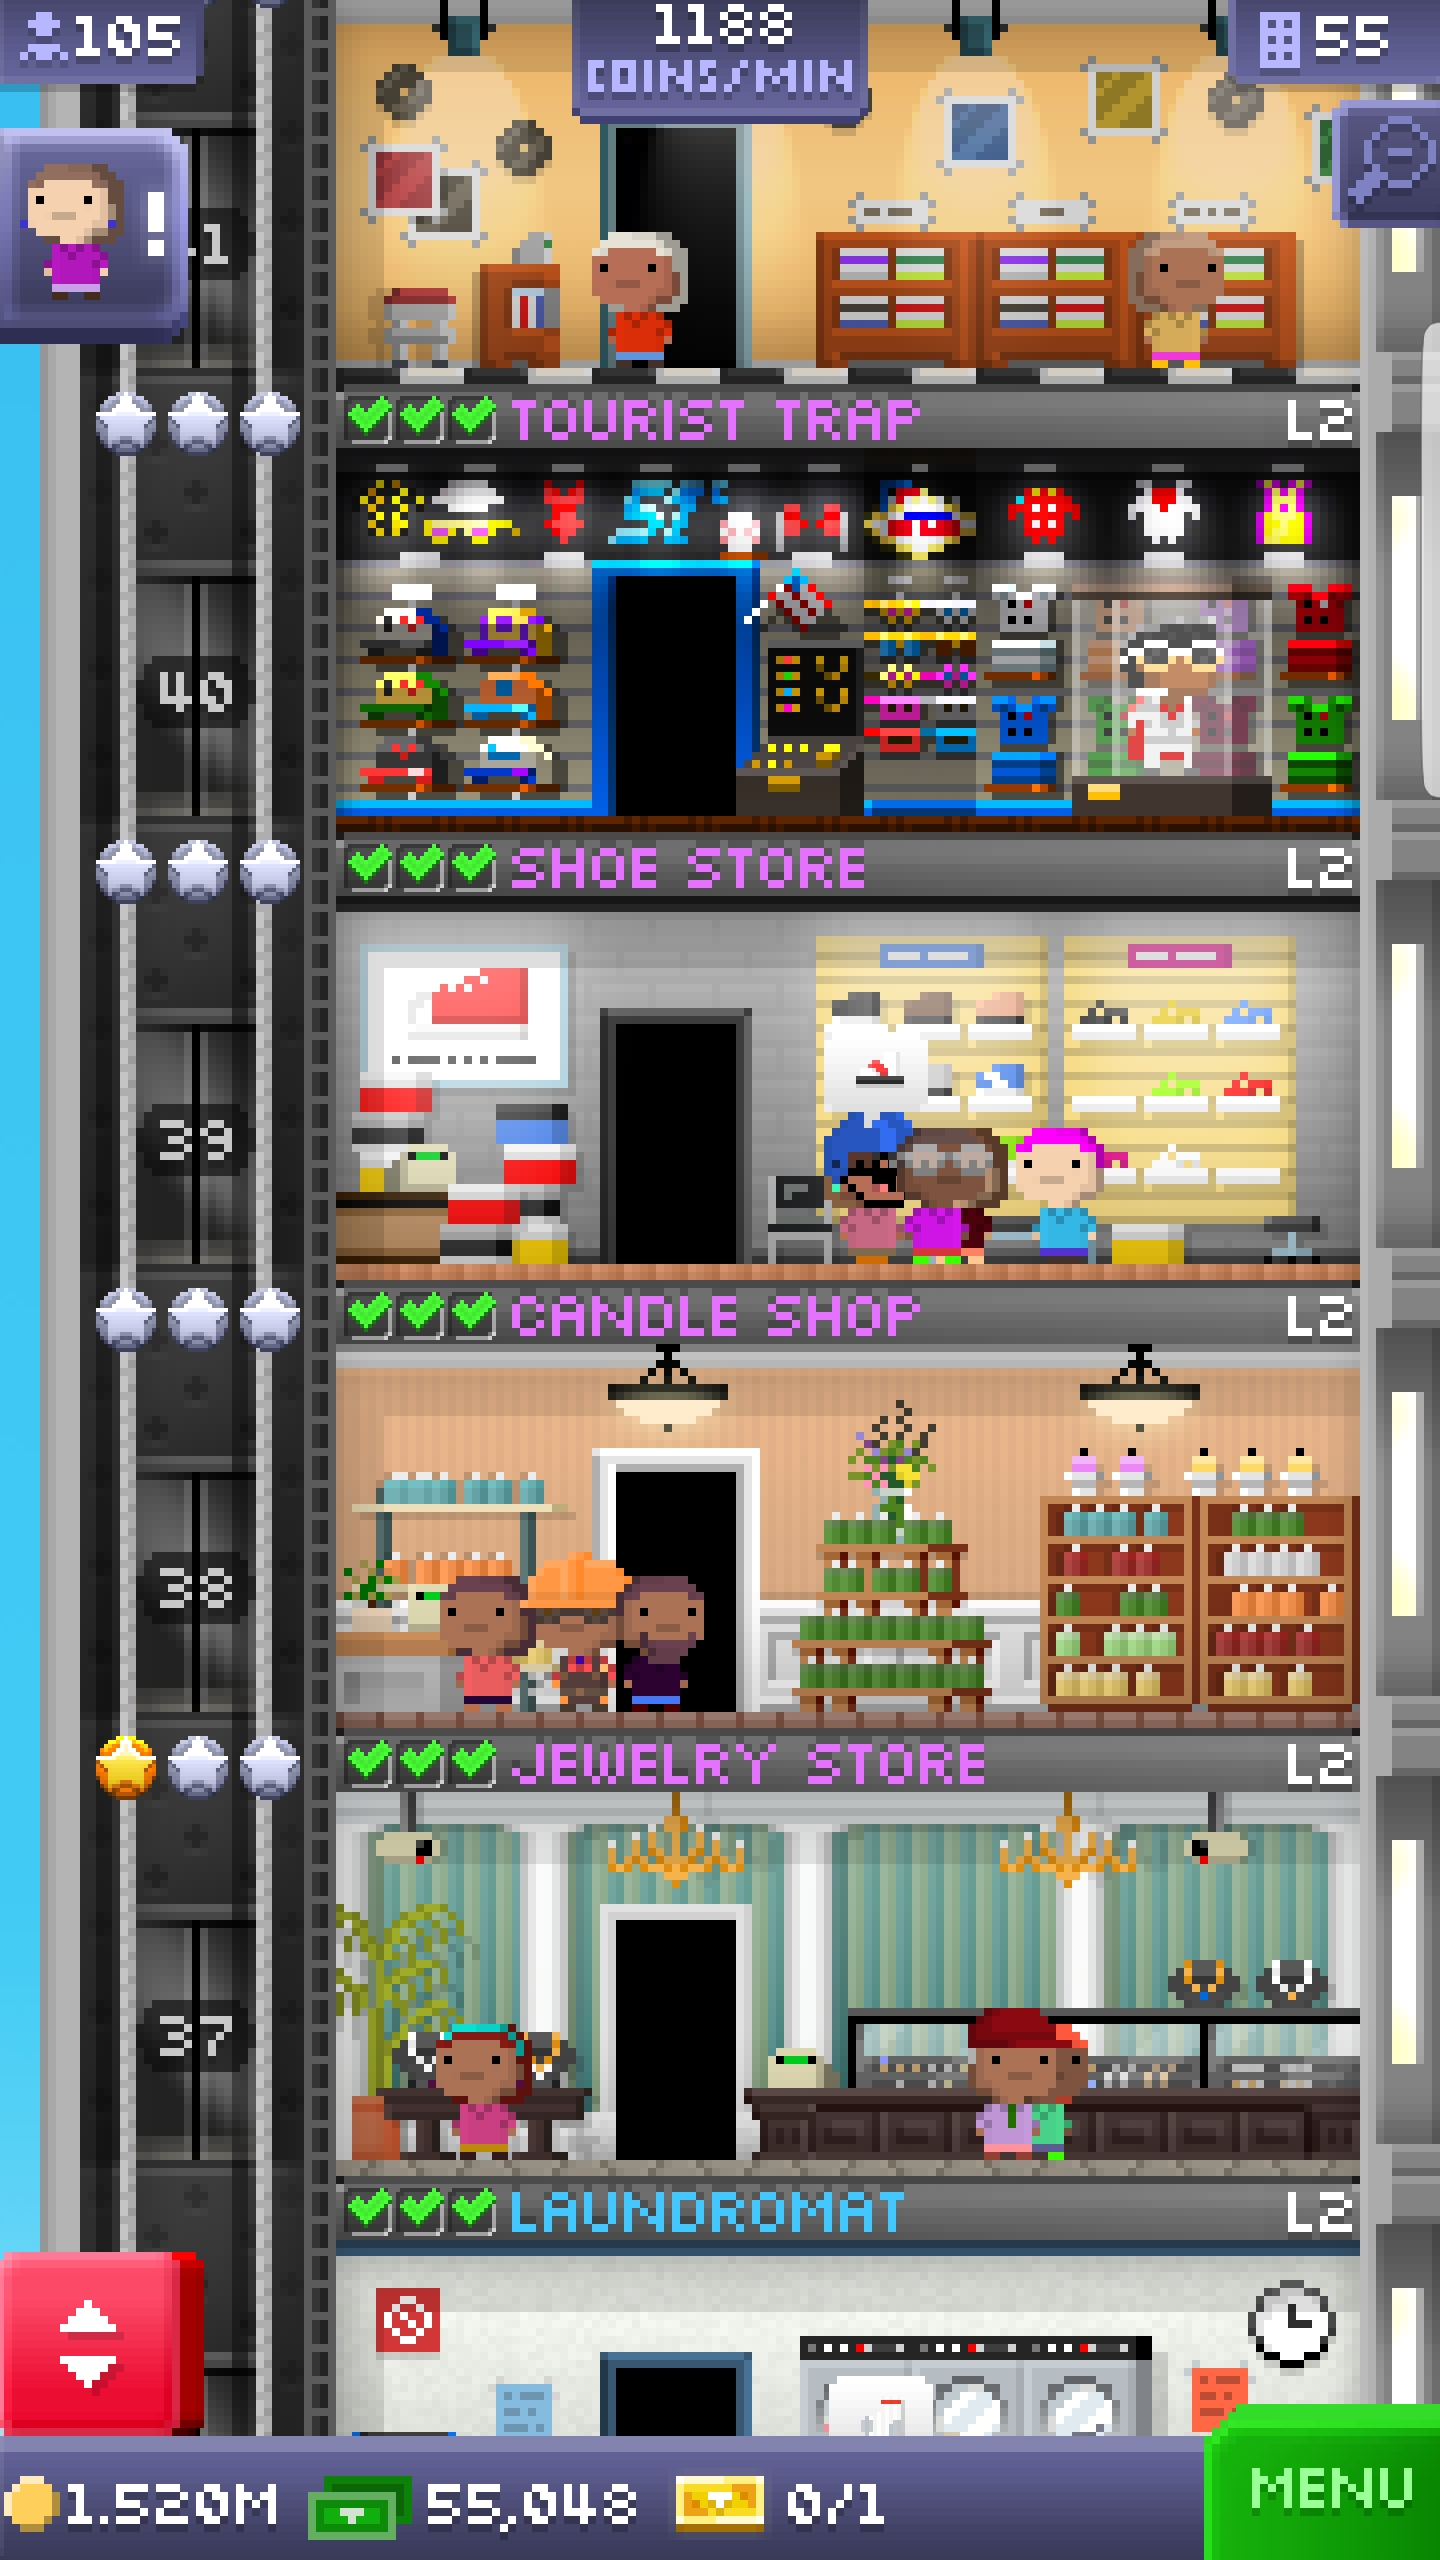 105
1188
COINS/MIN
55
!
TOURIST TRAP
L2
40
SHOE STORE
L2
39
CANDLE SHOP
L2
38
JEWELRY STORE
L2
37
LAUNDROMAT
L2
1.520M
55,048
0/1
MENU